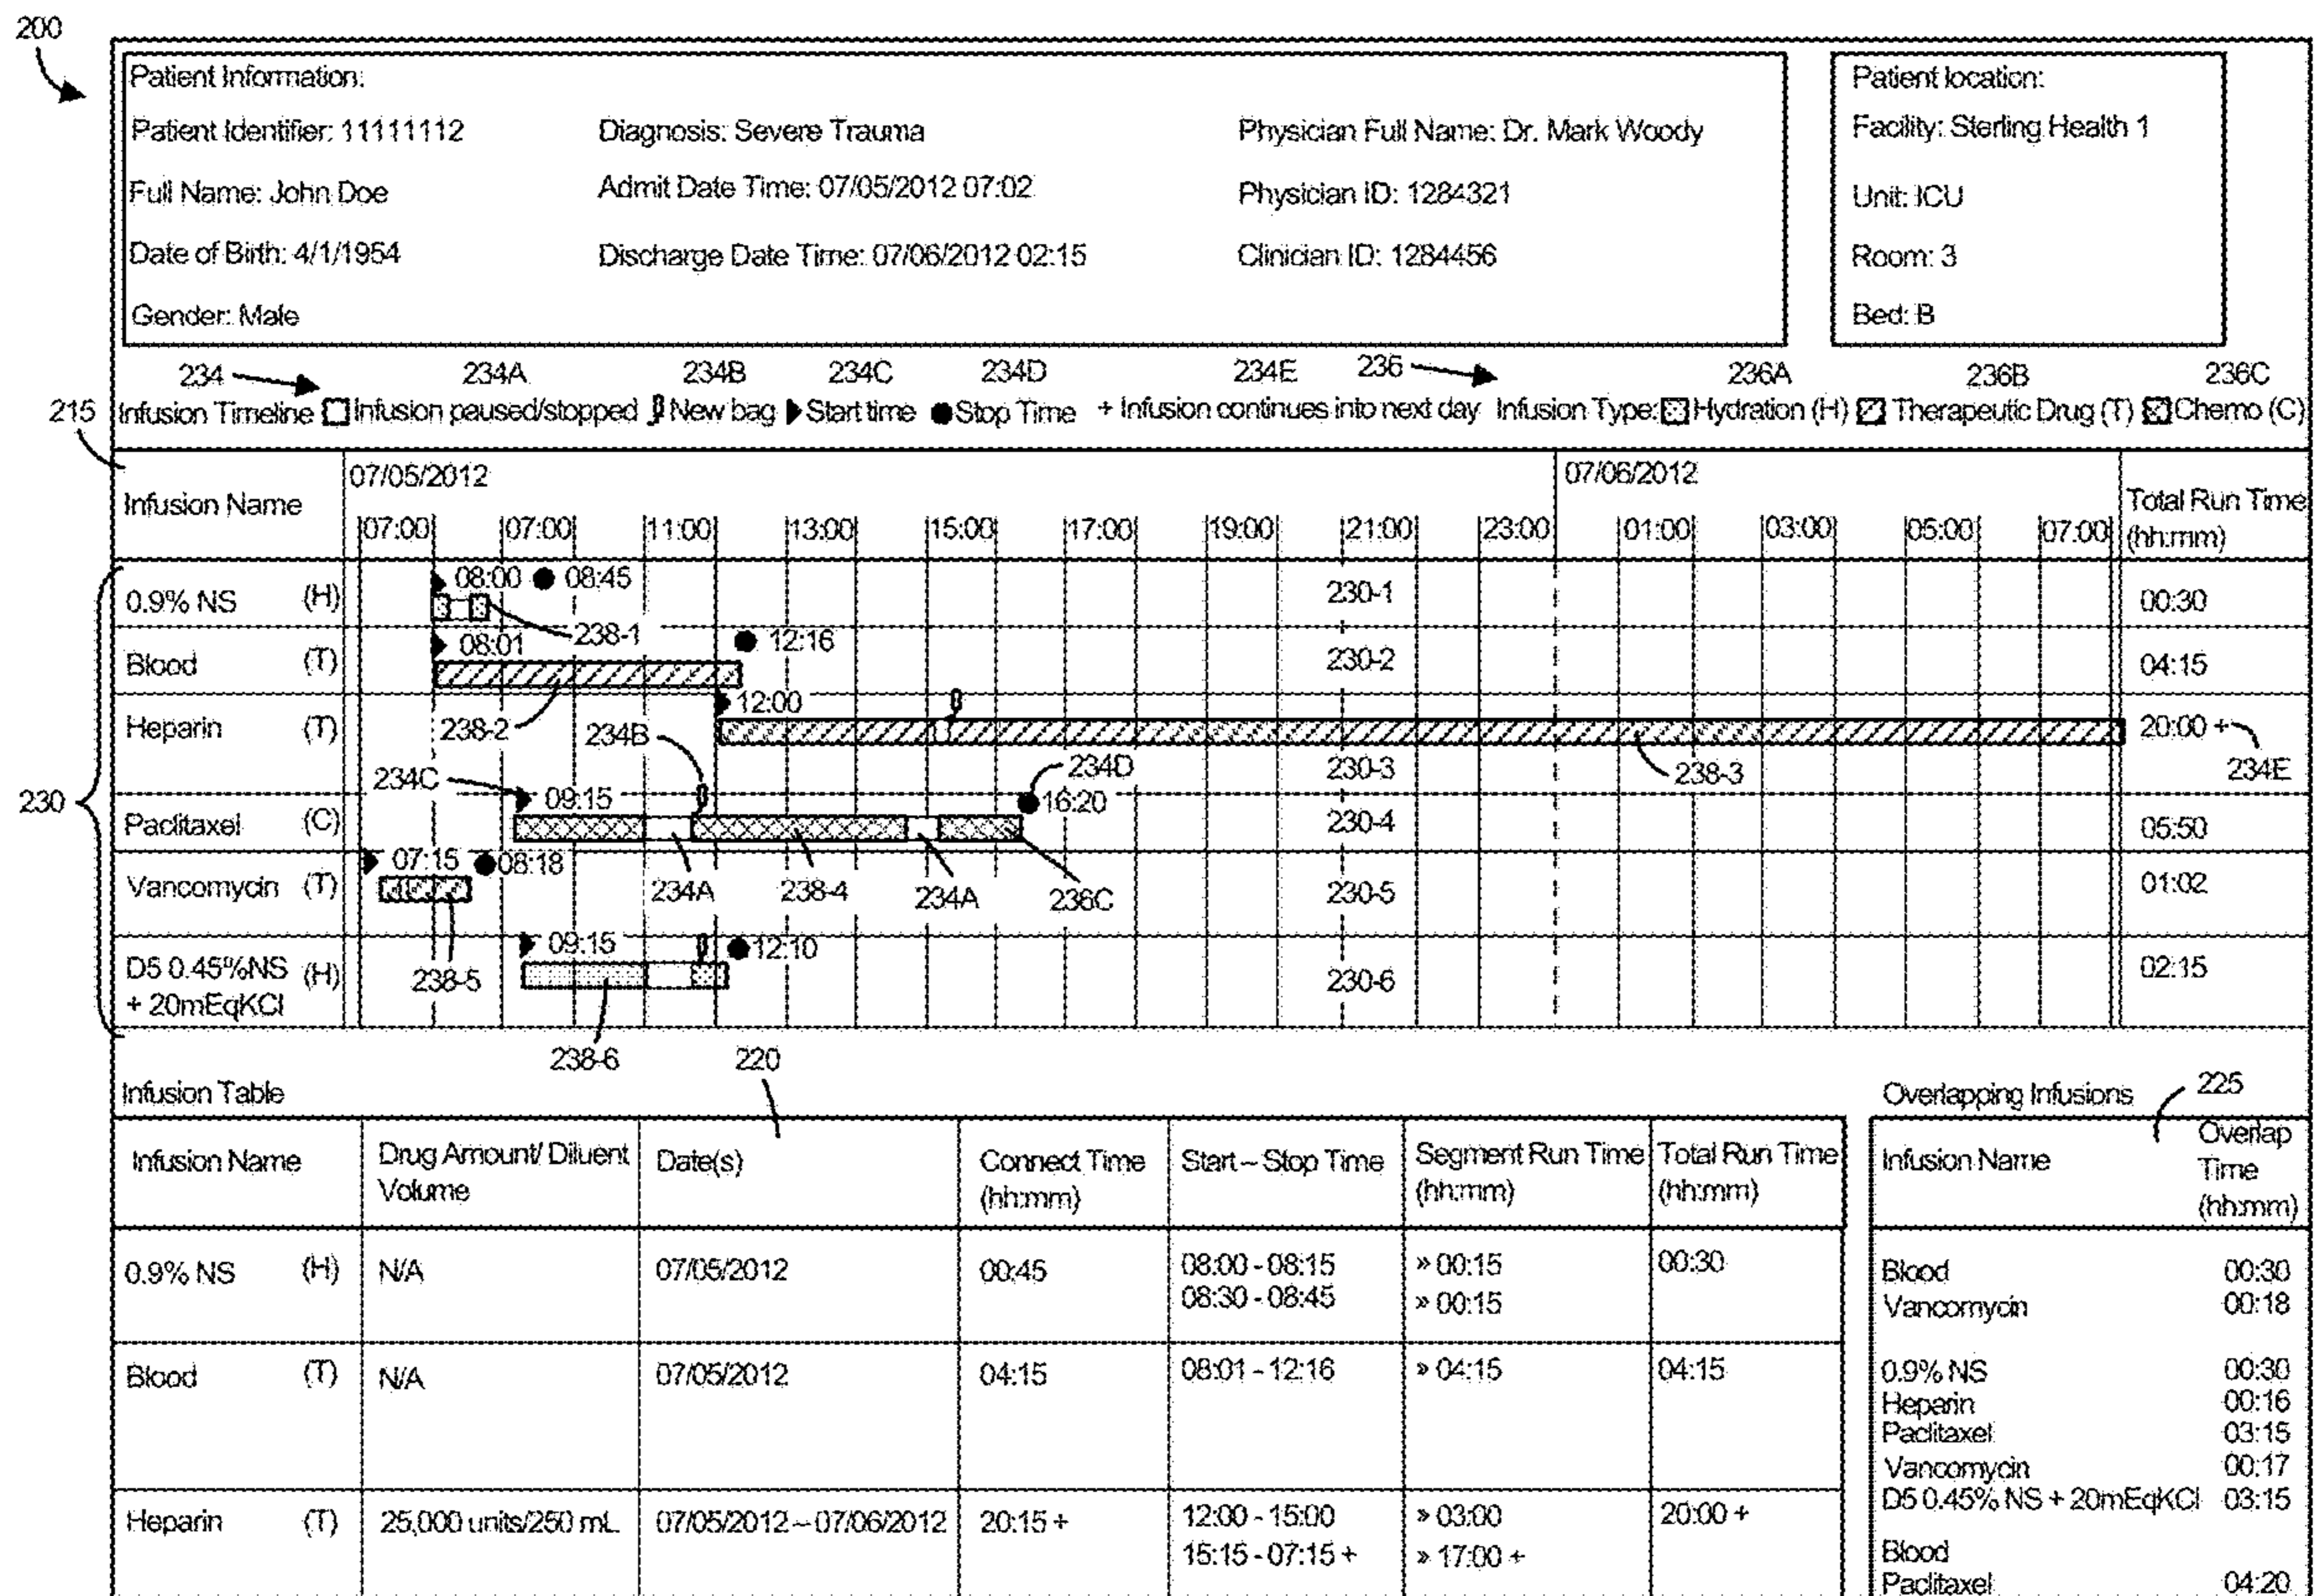 200
Patient Information:
Patient Identifier: 11111112 Diagnosis: Severe Trauma Physician Full Name: Dr. Mark Woody
Full Name: John Doe Admit Date Time: 07/05/2012 07:02 Physician ID: 1284321
Date of Birth: 4/1/1954 Discharge Date Time: 07/06/2012 02:15 Clinician ID: 1284456
Gender: Male
Patient location:
Facility: Sterling Health 1
Unit: ICU
Room: 3
Bed: B
234 234A 234B 234C 234D 234E 236 236A 236B 236C
215 Infusion Timeline Infusion paused/stopped New bag Start time Stop Time + Infusion continues into next day Infusion Type: Hydration (H) Therapeutic Drug (T) Chemo (C)
Infusion Name 07/05/2012 07/06/2012 Total Run Time (hh:mm)
07:00 07:00 11:00 13:00 15:00 17:00 19:00 21:00 23:00 01:00 03:00 05:00 07:00
230
0.9% NS (H) 08:00 08:45 238-1 230-1 00:30
Blood (T) 08:01 12:16 238-2 230-2 04:15
Heparin (T) 12:00 234B 230-3 238-3 20:00 + 234E
Paclitaxel (C) 234C 09:15 234D 16:20 230-4 05:50
234A 238-4 234A 236C
Vancomycin (T) 07:15 08:18 238-5 230-5 01:02
D5 0.45%NS + 20mEqKCl (H) 09:15 12:10 230-6 02:15
238-6 220
Infusion Table
Infusion Name Drug Amount/ Diluent Volume Date(s) Connect Time (hh:mm) Start – Stop Time Segment Run Time (hh:mm) Total Run Time (hh:mm)
0.9% NS (H) N/A 07/05/2012 00:45 08:00 - 08:15 » 00:15 00:30
08:30 - 08:45 » 00:15
Blood (T) N/A 07/05/2012 04:15 08:01 - 12:16 » 04:15 04:15
Heparin (T) 25,000 units/250 mL 07/05/2012 – 07/06/2012 20:15 + 12:00 - 15:00 » 03:00 20:00 +
15:15 - 07:15 + » 17:00 +
Overlapping Infusions 225
Infusion Name Overlap Time (hh:mm)
Blood 00:30
Vancomycin 00:18
0.9% NS 00:30
Heparin 00:16
Paclitaxel 03:15
Vancomycin 00:17
D5 0.45% NS + 20mEqKCl 03:15
Blood
Paclitaxel 04:20